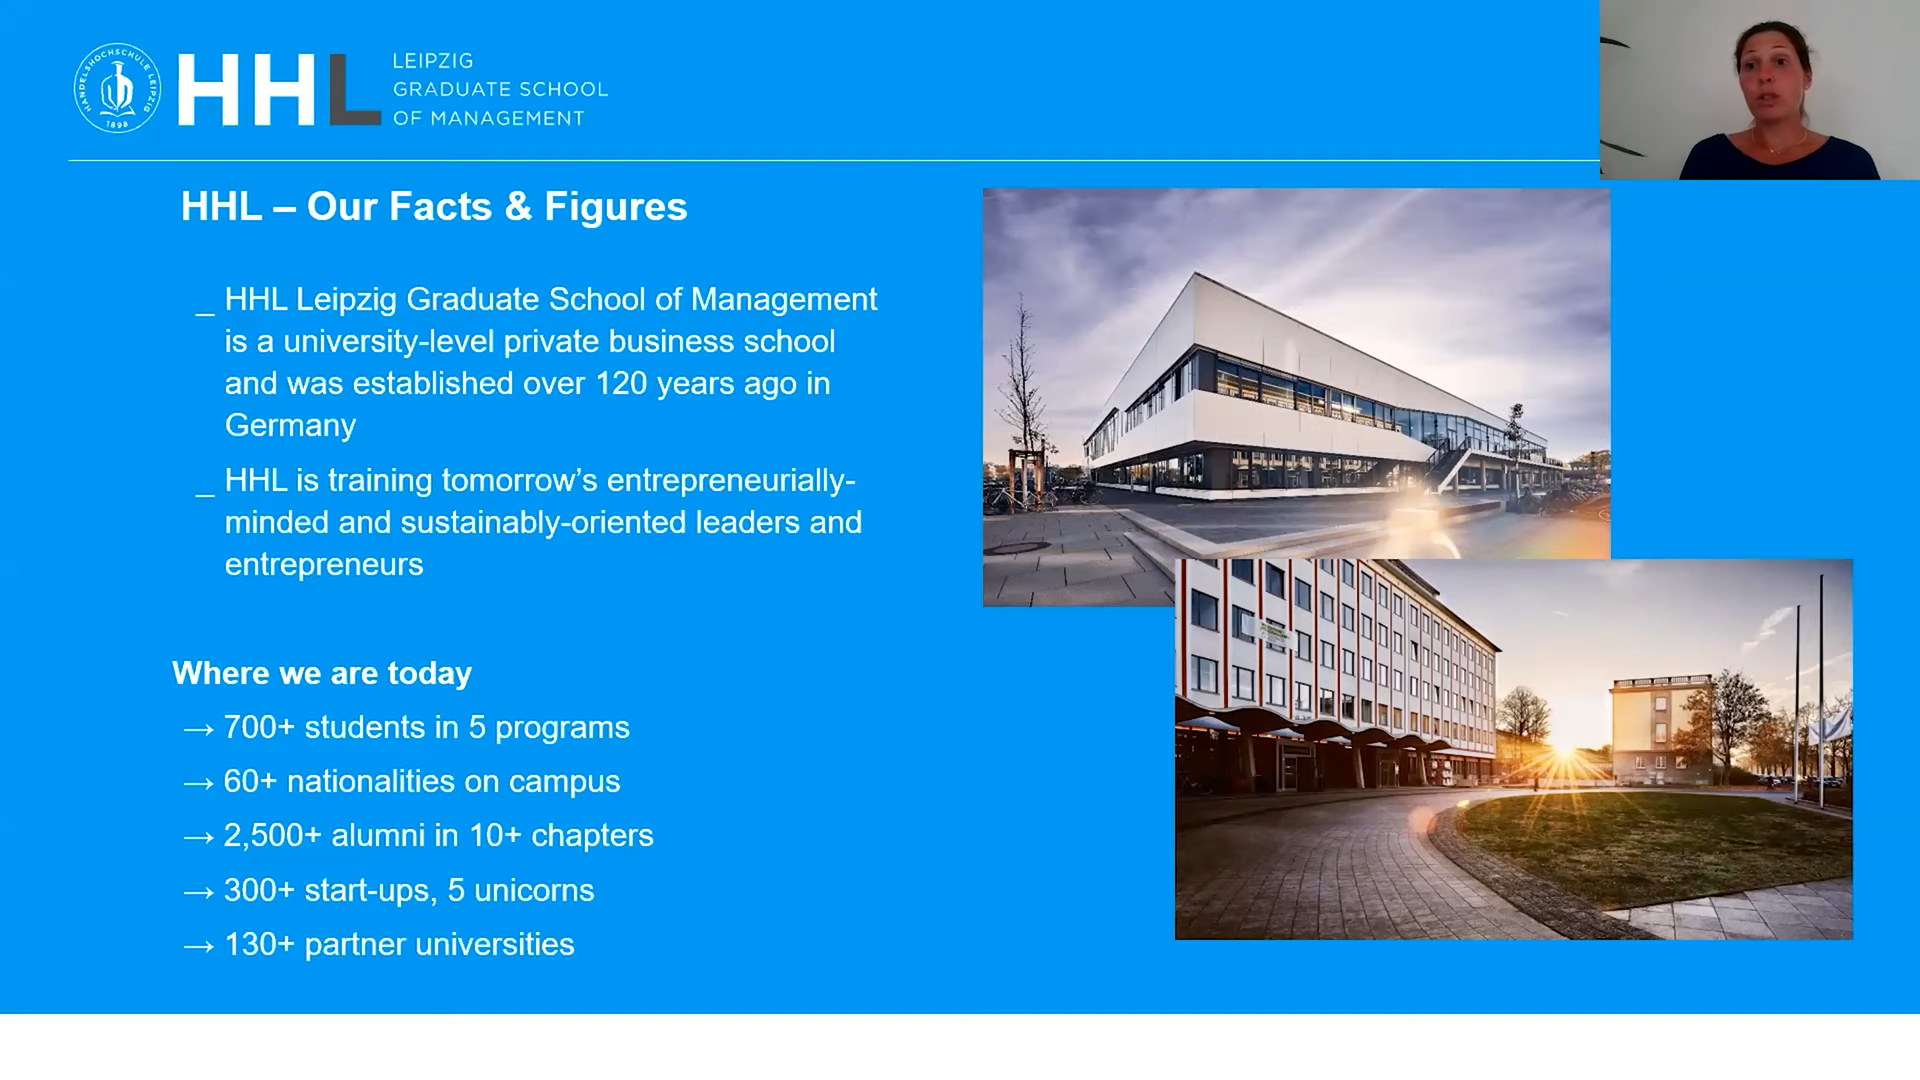 HANDELSHOCHSCHULE LEIPZIG
1898
HHL
LEIPZIG
GRADUATE SCHOOL
OF MANAGEMENT
HHL – Our Facts & Figures
_ HHL Leipzig Graduate School of Management
is a university-level private business school
and was established over 120 years ago in
Germany
_ HHL is training tomorrow’s entrepreneurially-
minded and sustainably-oriented leaders and
entrepreneurs
Where we are today
→ 700+ students in 5 programs
→ 60+ nationalities on campus
→ 2,500+ alumni in 10+ chapters
→ 300+ start-ups, 5 unicorns
→ 130+ partner universities